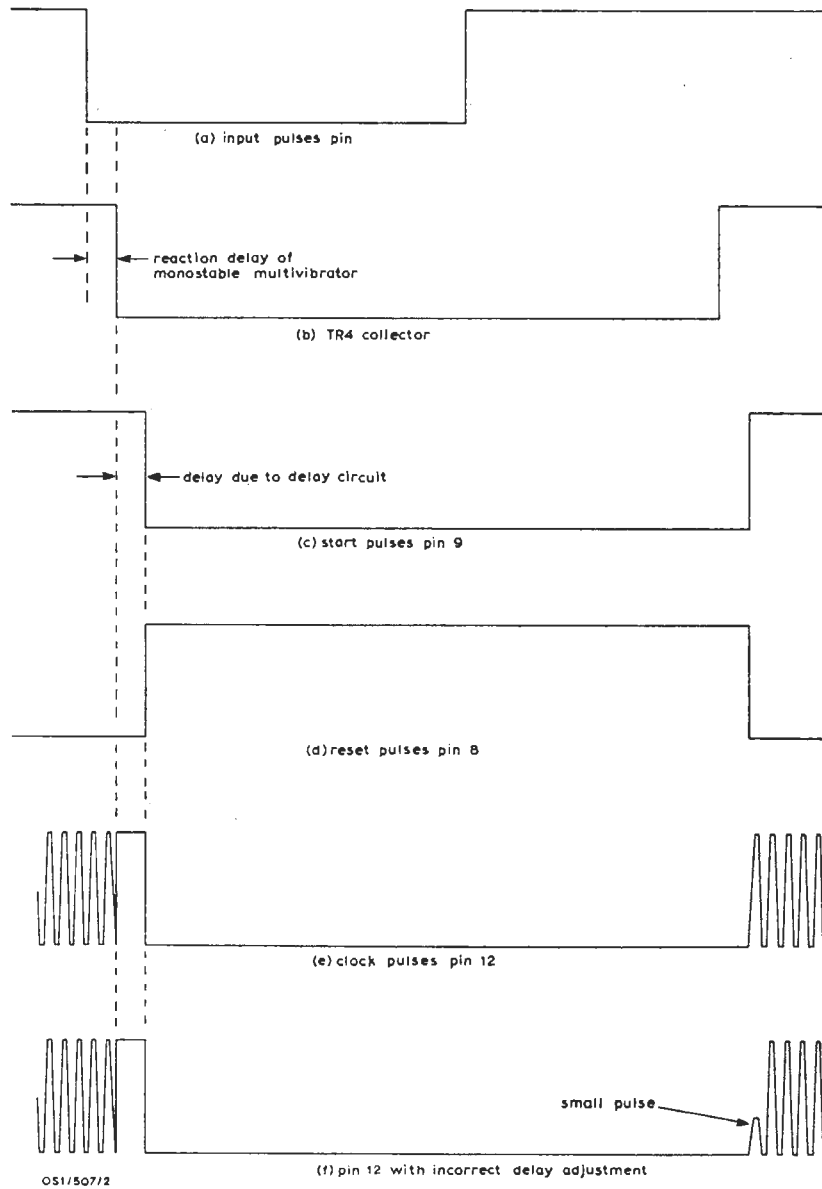 (a) input pulses pin
reaction delay of
monostable multivibrator
(b) TR4 collector
delay due to delay circuit
(c) start pulses pin 9
(d) reset pulses pin 8
(e) clock pulses pin 12
small pulse
(f) pin 12 with incorrect delay adjustment
OS1/507/2